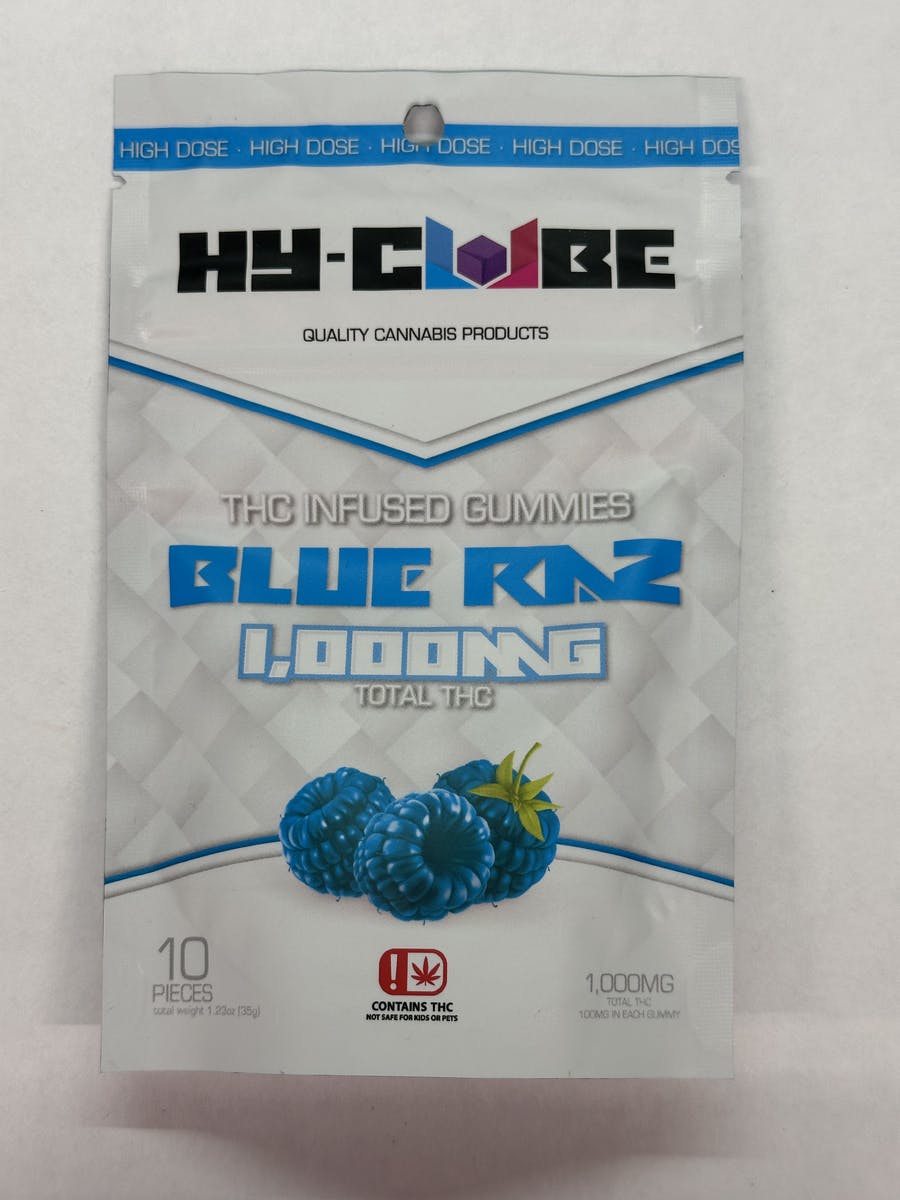 HIGH DOSE · HIGH DOSE · HIGH DOSE · HIGH DOSE · HIGH DOS
HY-CUBE
QUALITY CANNABIS PRODUCTS
THC INFUSED GUMMIES
BLUE RAZ
1,000MG
TOTAL THC
10
PIECES
total weight 1.23oz (35g)
!
CONTAINS THC
NOT SAFE FOR KIDS OR PETS
1,000MG
TOTAL THC
100MG IN EACH GUMMY